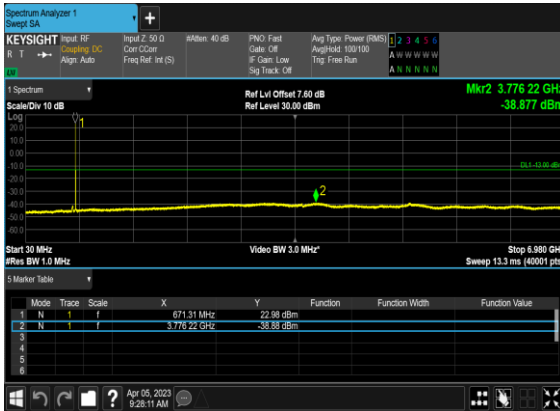 Spectrum Analyzer 1
Swept SA
+
KEYSIGHT Input: RF Input Z: 50 Ω #Atten: 40 dB PNO: Fast Avg Type: Power (RMS) 1 2 3 4 5 6
R T Coupling: DC Corr CCorr Gate: Off Avg|Hold: 100/100 A W W W W W
Align: Auto Freq Ref: Int (S) IF Gain: Low Trig: Free Run
Sig Track: Off A N N N N N
LXI
1 Spectrum
Scale/Div 10 dB
Ref Lvl Offset 7.60 dB
Ref Level 30.00 dBm
Mkr2 3.776 22 GHz
-38.877 dBm
Log
20.0
10.0
0.00
-10.0
-20.0
-30.0
-40.0
-50.0
-60.0
1
DL1 -13.00 dBm
2
Start 30 MHz Video BW 3.0 MHz* Stop 6.980 GH
#Res BW 1.0 MHz Sweep 13.3 ms (40001 pts
5 Marker Table
Mode Trace Scale X Y Function Function Width Function Value
1 N 1 f 671.31 MHz 22.98 dBm
2 N 1 f 3.776 22 GHz -38.88 dBm
3
4
5
6
? Apr 05, 2023
9:28:11 AM